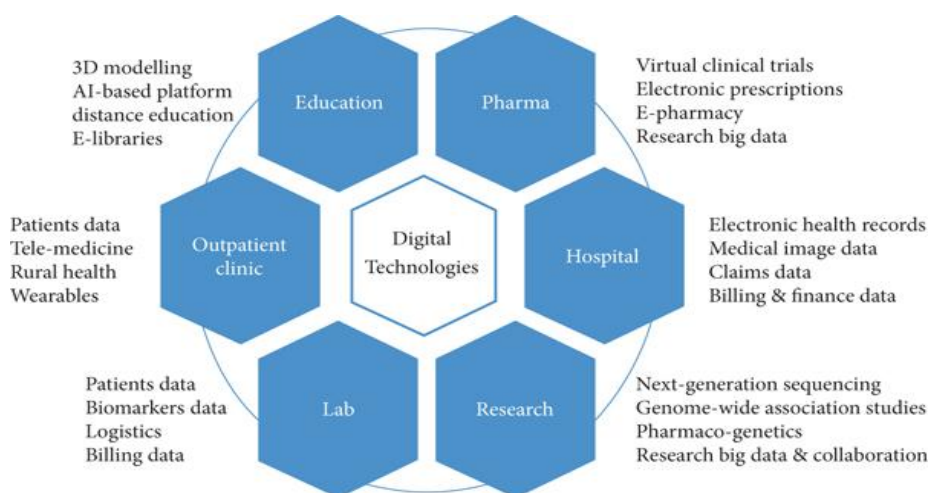 3D modelling
AI-based platform
distance education
E-libraries
Education
Pharma
Virtual clinical trials
Electronic prescriptions
E-pharmacy
Research big data
Patients data
Tele-medicine
Rural health
Wearables
Outpatient
clinic
Digital
Technologies
Hospital
Electronic health records
Medical image data
Claims data
Billing & finance data
Patients data
Biomarkers data
Logistics
Billing data
Lab
Research
Next-generation sequencing
Genome-wide association studies
Pharmaco-genetics
Research big data & collaboration